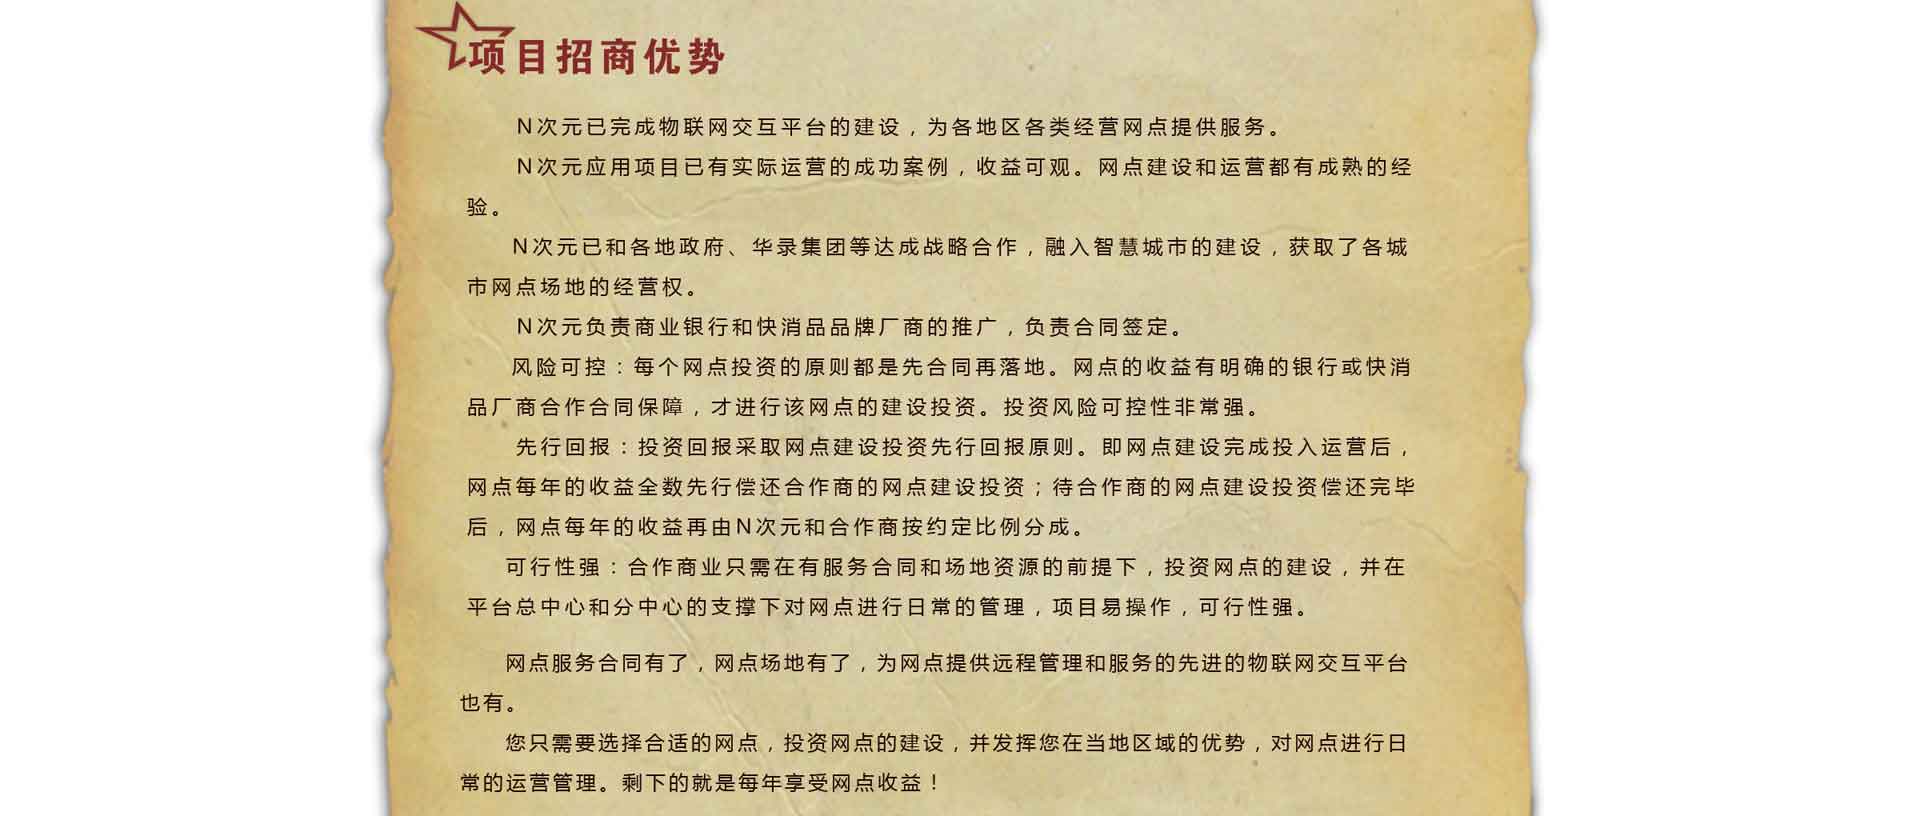 项目招商优势
N次元已完成物联网交互平台的建设，为各地区各类经营网点提供服务。
N次元应用项目已有实际运营的成功案例，收益可观。网点建设和运营都有成熟的经
验。
N次元已和各地政府、华录集团等达成战略合作，融入智慧城市的建设，获取了各城
市网点场地的经营权。
N次元负责商业银行和快消品品牌厂商的推广，负责合同签定。
风险可控：每个网点投资的原则都是先合同再落地。网点的收益有明确的银行或快消
品厂商合作合同保障，才进行该网点的建设投资。投资风险可控性非常强。
先行回报：投资回报采取网点建设投资先行回报原则。即网点建设完成投入运营后，
网点每年的收益全数先行偿还合作商的网点建设投资；待合作商的网点建设投资偿还完毕
后，网点每年的收益再由N次元和合作商按约定比例分成。
可行性强：合作商业只需在有服务合同和场地资源的前提下，投资网点的建设，并在
平台总中心和分中心的支撑下对网点进行日常的管理，项目易操作，可行性强。
网点服务合同有了，网点场地有了，为网点提供远程管理和服务的先进的物联网交互平台
也有。
您只需要选择合适的网点，投资网点的建设，并发挥您在当地区域的优势，对网点进行日
常的运营管理。剩下的就是每年享受网点收益！